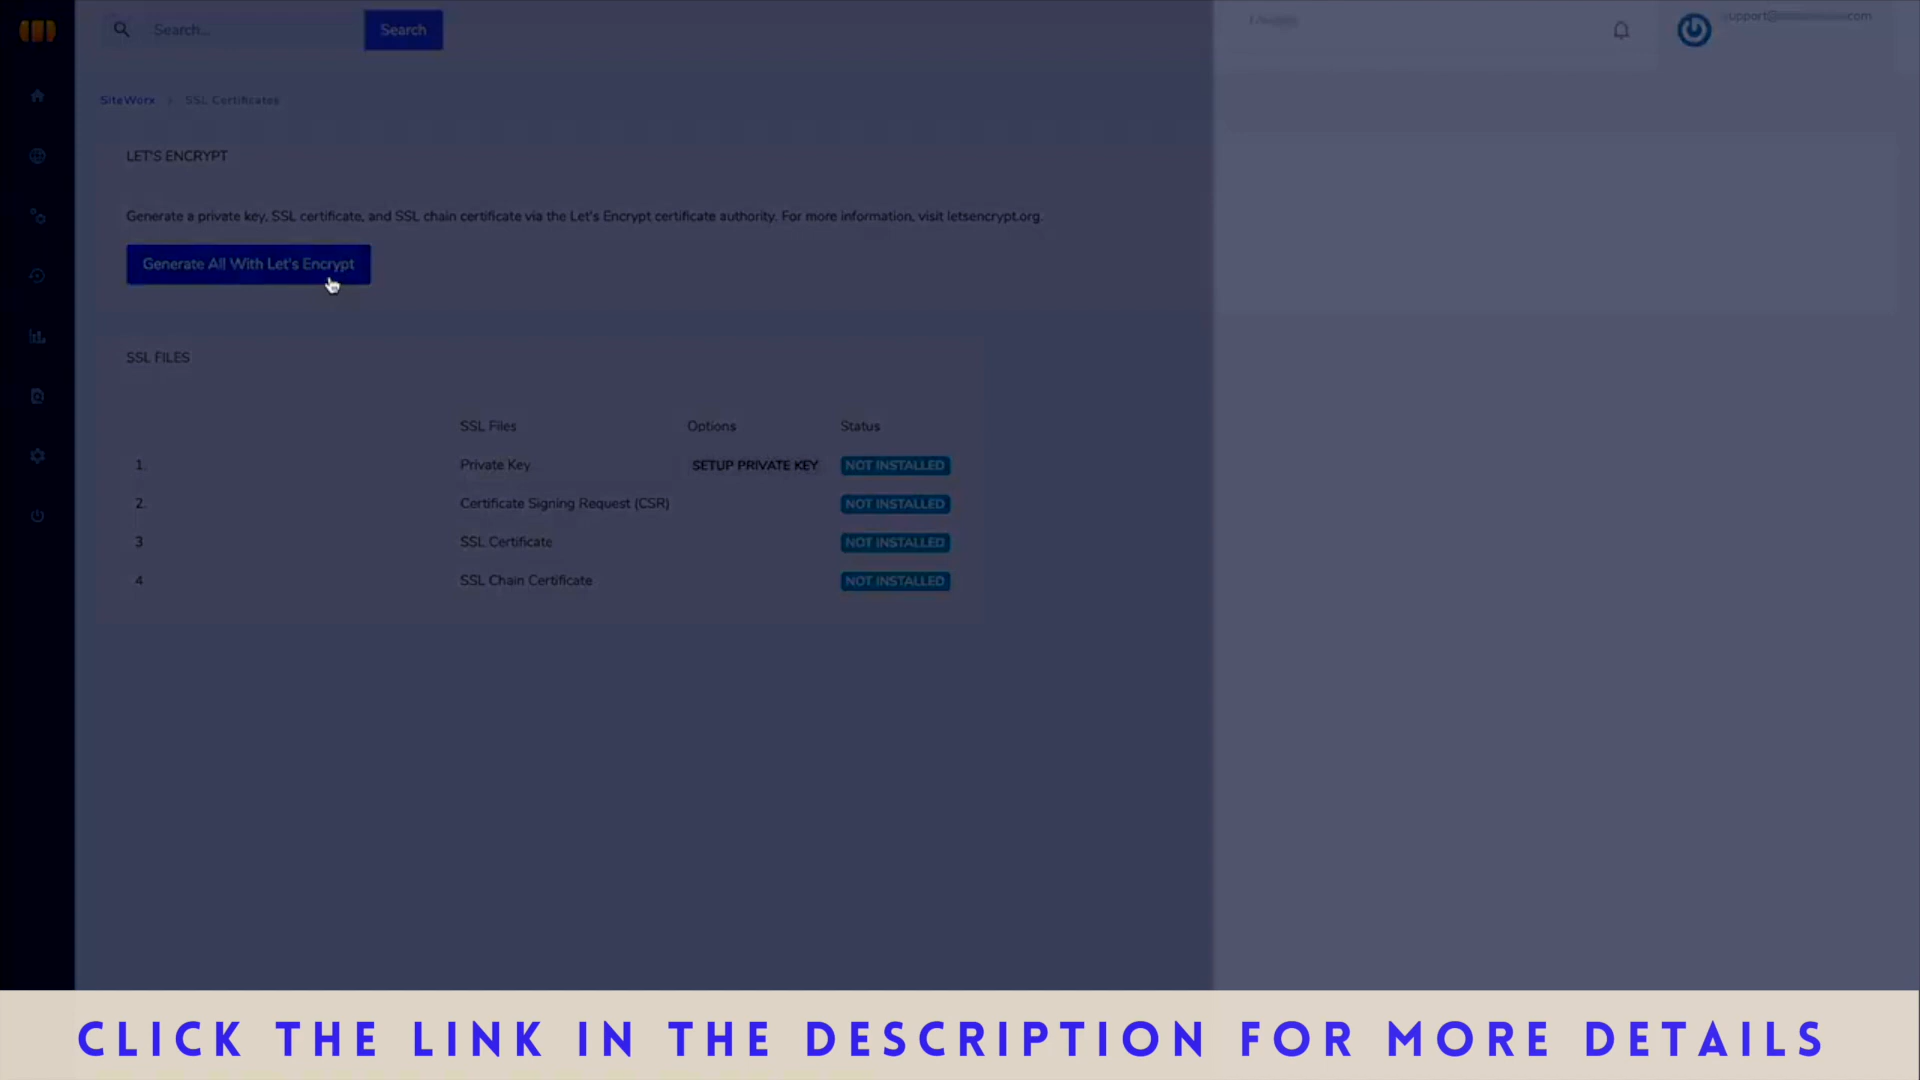 Search...
Search
SiteWorx > SSL Certificates
LET'S ENCRYPT
Generate a private key, SSL certificate, and SSL chain certificate via the Let's Encrypt certificate authority. For more information, visit letsencrypt.org.
Generate All With Let's Encrypt
SSL FILES
SSL Files Options Status
1. Private Key SETUP PRIVATE KEY NOT INSTALLED
2. Certificate Signing Request (CSR) NOT INSTALLED
3 SSL Certificate NOT INSTALLED
4 SSL Chain Certificate NOT INSTALLED
CLICK THE LINK IN THE DESCRIPTION FOR MORE DETAILS